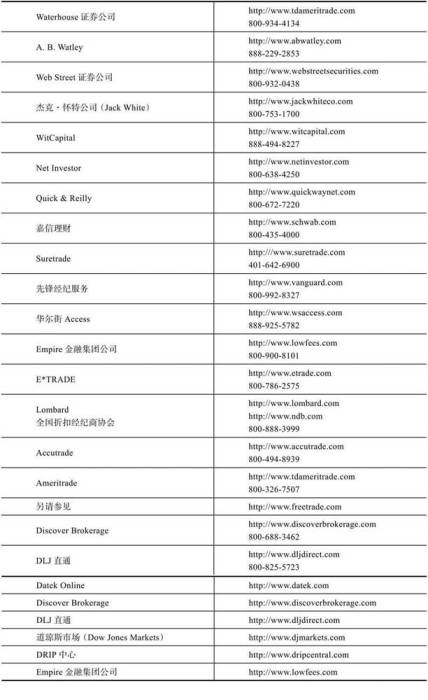 Waterhouse 证券公司
http://www.tdameritrade.com
800-934-4134
A. B. Watley
http://www.abwatley.com
888-229-2853
Web Street 证券公司
http://www.webstreetsecurities.com
800-932-0438
杰克·怀特公司（Jack White）
http://www.jackwhiteco.com
800-753-1700
WitCapital
http://www.witcapital.com
888-494-8227
Net Investor
http://www.netinvestor.com
800-638-4250
Quick & Reilly
http://www.quickwaynet.com
800-672-7220
嘉信理财
http://www.schwab.com
800-435-4000
Suretrade
http:///www.suretrade.com
401-642-6900
先锋经纪服务
http://www.vanguard.com
800-992-8327
华尔街 Access
http://www.wsaccess.com
888-925-5782
Empire 金融集团公司
http://www.lowfees.com
800-900-8101
E*TRADE
http://www.etrade.com
800-786-2575
Lombard
全国折扣经纪商协会
http://www.lombard.com
http://www.ndb.com
800-888-3999
Accutrade
http://www.accutrade.com
800-494-8939
Ameritrade
http://www.tdameritrade.com
800-326-7507
另请参见
http://www.freetrade.com
Discover Brokerage
http://www.discoverbrokerage.com
800-688-3462
DLJ 直通
http://www.dljdirect.com
800-825-5723
Datek Online
http://www.datek.com
Discover Brokerage
http://www.discoverbrokerage.com
DLJ 直通
http://www.dljdirect.com
道琼斯市场（Dow Jones Markets）
http://www.djmarkets.com
DRIP 中心
http://www.dripcentral.com
Empire 金融集团公司
http://www.lowfees.com